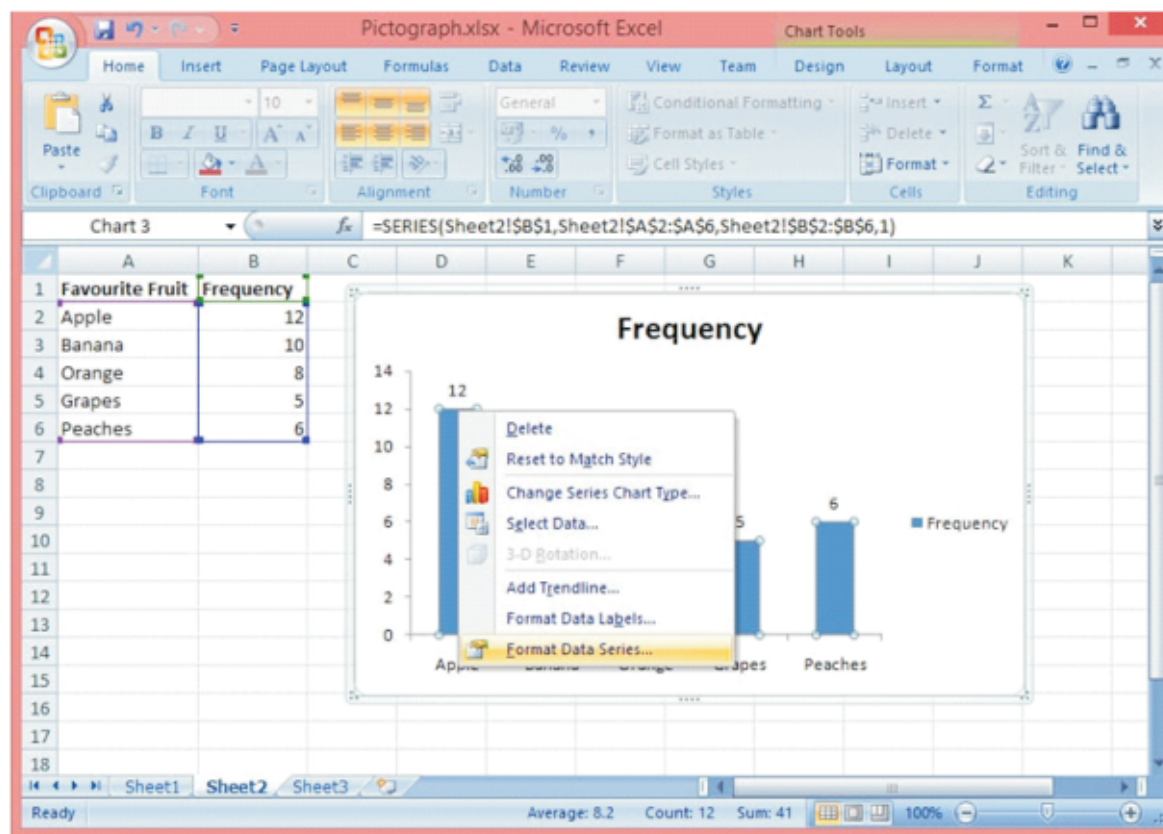 Pictograph.xlsx - Microsoft Excel Chart Tools
Home Insert Page Layout Formulas Data Review View Team Design Layout Format
10 General Conditional Formatting Insert Σ
B I U A A % , Format as Table Delete
Paste Cell Styles Format Sort & Filter Find & Select
Clipboard Font Alignment Number Styles Cells Editing
Chart 3 fx =SERIES(Sheet2!$B$1,Sheet2!$A$2:$A$6,Sheet2!$B$2:$B$6,1)
A B C D E F G H I J K
1 Favourite Fruit Frequency
2 Apple 12
3 Banana 10
4 Orange 8
5 Grapes 5
6 Peaches 6
7
8
9
10
11
12
13
14
15
16
17
18
Frequency
14
12
10
8
6
4
2
0
12
5
6
Peaches
Frequency
Delete
Reset to Match Style
Change Series Chart Type...
Select Data...
3-D Rotation...
Add Trendline...
Format Data Labels...
Format Data Series...
Sheet1 Sheet2 Sheet3
Ready Average: 8.2 Count: 12 Sum: 41 100%